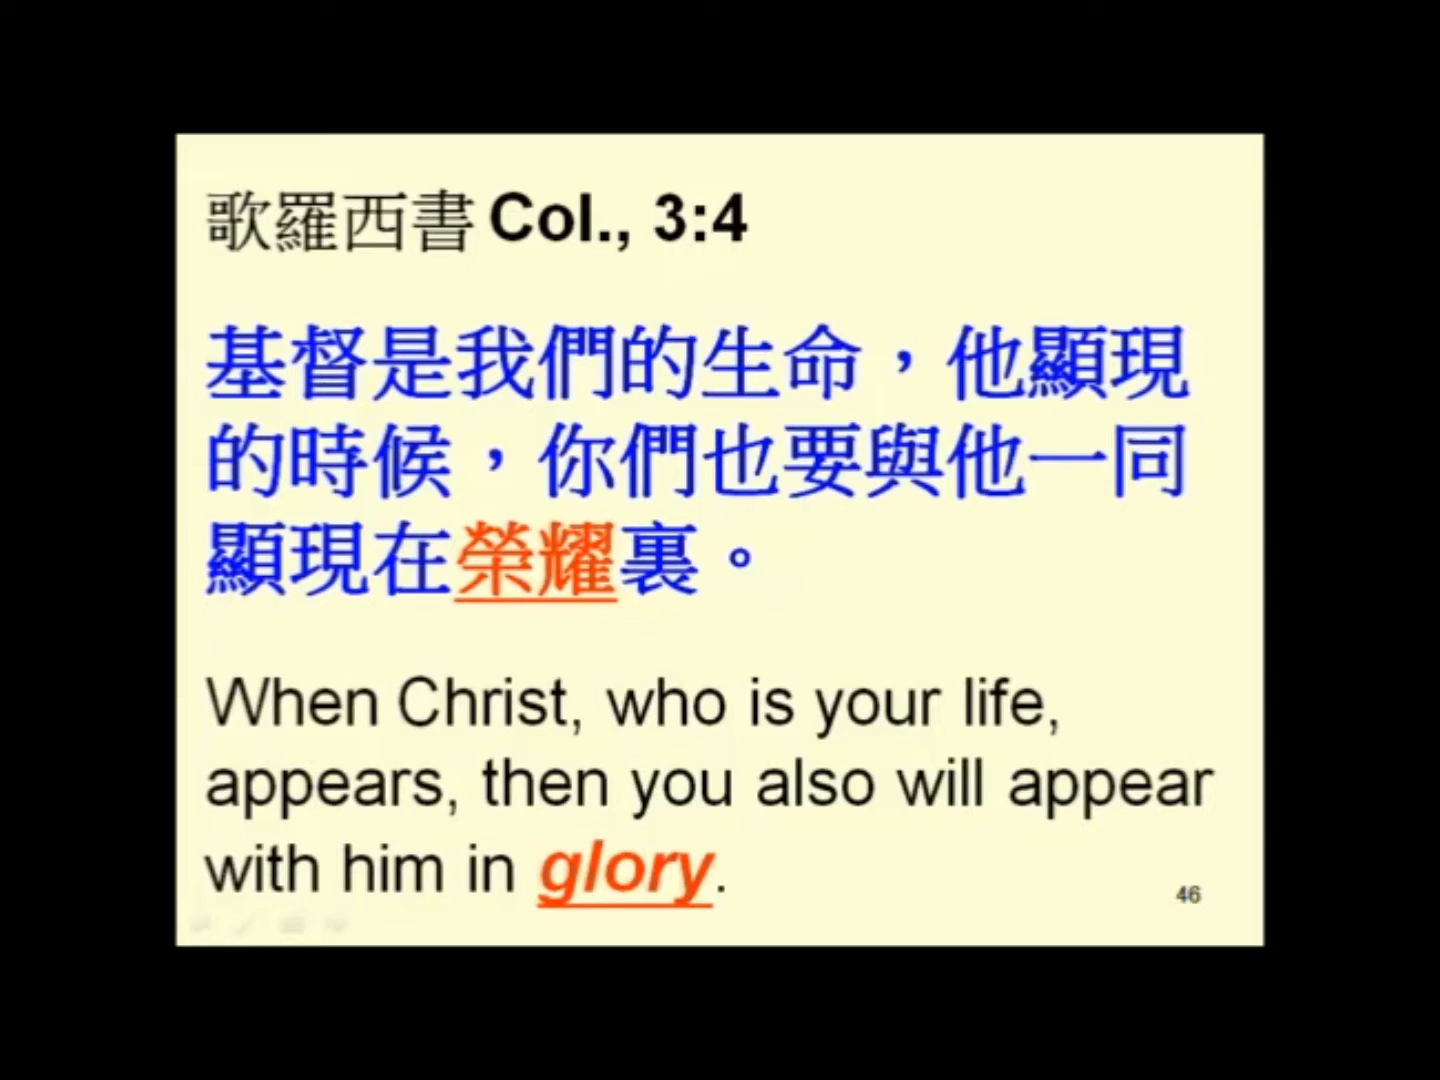 歌羅西書 Col., 3:4
基督是我們的生命，他顯現
的時候，你們也要與他一同
顯現在榮耀裏。
When Christ, who is your life,
appears, then you also will appear
with him in glory.
46